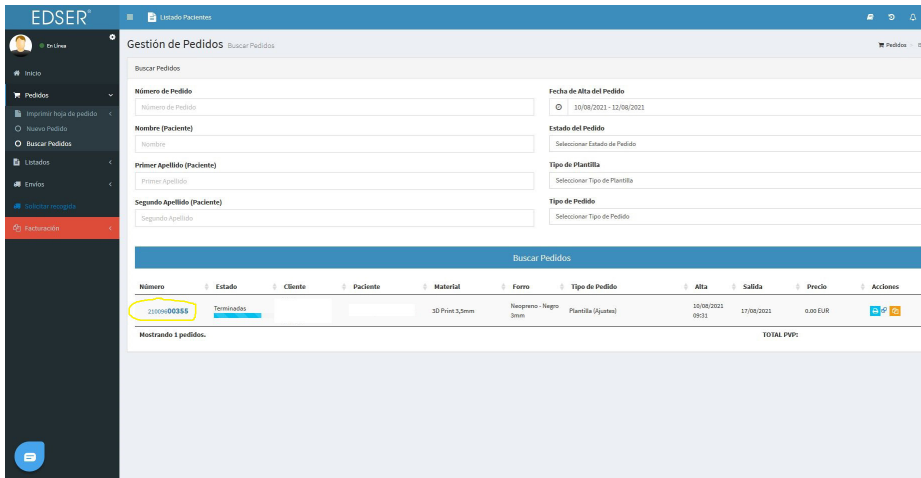 EDSER®
Listado Pacientes
En Línea
Gestión de Pedidos Buscar Pedidos
Pedidos
Inicio
Pedidos
Imprimir hoja de pedido
Nuevo Pedido
Buscar Pedidos
Listados
Envíos
Solicitar recogida
Facturación
Buscar Pedidos
Número de Pedido
Número de Pedido
Fecha de Alta del Pedido
10/08/2021 - 12/08/2021
Nombre (Paciente)
Nombre
Estado del Pedido
Seleccionar Estado de Pedido
Primer Apellido (Paciente)
Primer Apellido
Tipo de Plantilla
Seleccionar Tipo de Plantilla
Segundo Apellido (Paciente)
Segundo Apellido
Tipo de Pedido
Seleccionar Tipo de Pedido
Buscar Pedidos
Número Estado Cliente Paciente Material Forro Tipo de Pedido Alta Salida Precio Acciones
21009600355 Terminadas 3D Print 3,5mm Neopreno - Negro 3mm Plantilla (Ajustes) 10/08/2021 09:31 17/08/2021 0.00 EUR
Mostrando 1 pedidos. TOTAL PVP: